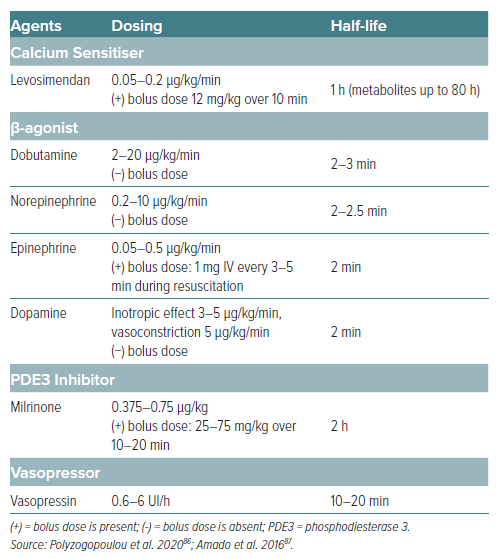 Agents Dosing Half-life
Calcium Sensitiser
Levosimendan 0.05–0.2 µg/kg/min
(+) bolus dose 12 mg/kg over 10 min
1 h (metabolites up to 80 h)
β-agonist
Dobutamine 2–20 µg/kg/min
(–) bolus dose
2–3 min
Norepinephrine 0.2–10 µg/kg/min
(–) bolus dose
2–2.5 min
Epinephrine 0.05–0.5 µg/kg/min
(+) bolus dose: 1 mg IV every 3–5
min during resuscitation
2 min
Dopamine Inotropic effect 3–5 µg/kg/min,
vasoconstriction 5 µg/kg/min
(–) bolus dose
2 min
PDE3 Inhibitor
Milrinone 0.375–0.75 µg/kg
(+) bolus dose: 25–75 mg/kg over
10–20 min
2 h
Vasopressor
Vasopressin 0.6–6 UI/h 10–20 min
(+) = bolus dose is present; (-) = bolus dose is absent; PDE3 = phosphodiesterase 3.
Source: Polyzogopoulou et al. 2020⁸⁶; Amado et al. 2016⁸⁷.